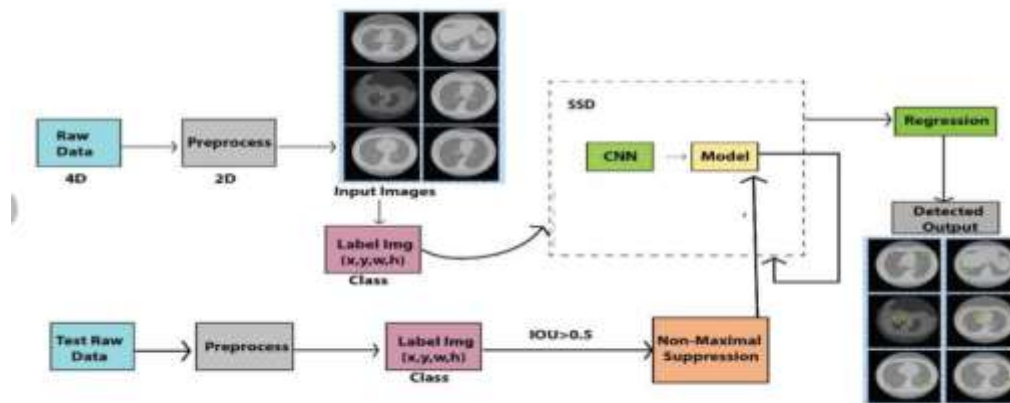 Raw
Data
4D
Preprocess
2D
Input Images
Label Img
(x,y,w,h)
Class
SSD
CNN
Model
Regression
Detected
Output
Test Raw
Data
Preprocess
Label Img
(x,y,w,h)
Class
IOU>0.5
Non-Maximal
Suppression